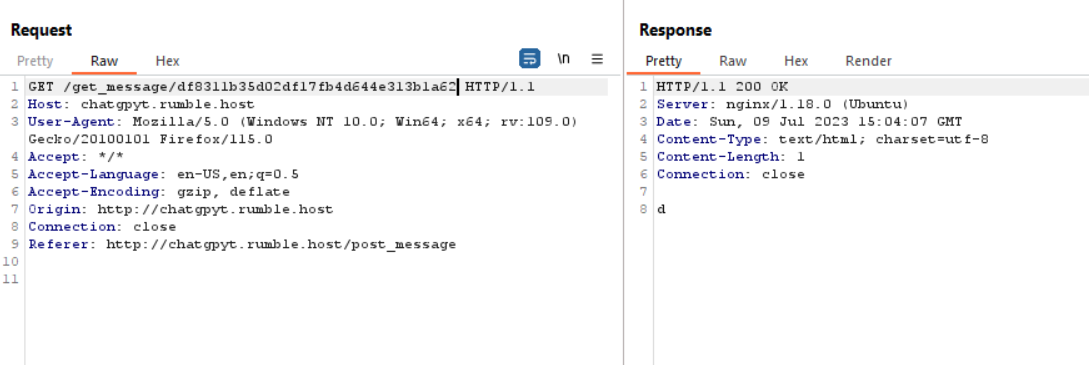 Request
Pretty Raw Hex
\n
1 GET /get_message/df8311b35d02df17fb4d644e313b1a62 HTTP/1.1
2 Host: chatgpyt.rumble.host
3 User-Agent: Mozilla/5.0 (Windows NT 10.0; Win64; x64; rv:109.0)
Gecko/20100101 Firefox/115.0
4 Accept: */*
5 Accept-Language: en-US,en;q=0.5
6 Accept-Encoding: gzip, deflate
7 Origin: http://chatgpyt.rumble.host
8 Connection: close
9 Referer: http://chatgpyt.rumble.host/post_message
10
11
Response
Pretty Raw Hex Render
1 HTTP/1.1 200 OK
2 Server: nginx/1.18.0 (Ubuntu)
3 Date: Sun, 09 Jul 2023 15:04:07 GMT
4 Content-Type: text/html; charset=utf-8
5 Content-Length: 1
6 Connection: close
7
8 d